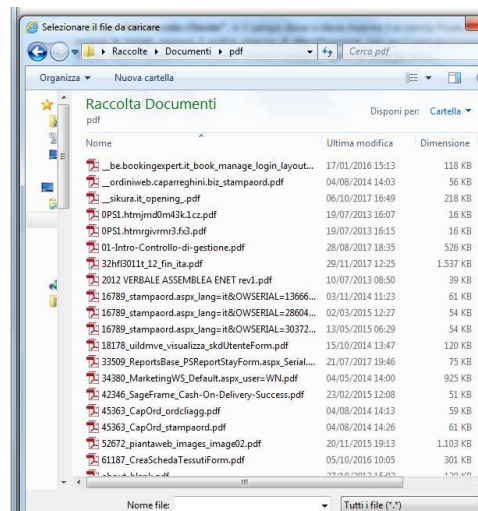 Selezionare il file da caricare
Raccolte ▸ Documenti ▸ pdf
Cerca pdf
Organizza ▾ Nuova cartella
Raccolta Documenti
pdf
Disponi per: Cartella ▾
Nome Ultima modifica Dimensione
__be.bookingexpert.it_book_manage_login_layout... 17/01/2016 15:13 118 KB
__ordiniweb.caparreghini.biz_stampaord.pdf 04/08/2014 14:03 56 KB
__sikura.it_opening_.pdf 06/10/2017 16:49 218 KB
0PS1.htmjmd0m43k.1cz.pdf 19/07/2013 16:07 16 KB
0PS1.htmrgivrmr3.fx3.pdf 19/07/2013 16:15 16 KB
01-Intro-Controllo-di-gestione.pdf 28/08/2017 18:35 526 KB
32hfl3011t_12_fin_ita.pdf 29/11/2017 12:25 1.537 KB
2012 VERBALE ASSEMBLEA ENET rev1.pdf 10/07/2013 08:50 39 KB
16789_stampaord.aspx_lang=it&OWSERIAL=13666... 03/11/2014 11:23 61 KB
16789_stampaord.aspx_lang=it&OWSERIAL=28604... 02/03/2015 12:27 54 KB
16789_stampaord.aspx_lang=it&OWSERIAL=30372... 13/05/2015 06:29 54 KB
18178_uildmve_visualizza_skdUtenteForm.pdf 15/10/2014 13:47 120 KB
33509_ReportsBase_PSReportStayForm.aspx_Serial.... 21/07/2017 19:46 75 KB
34380_MarketingWS_Default.aspx_user=WN.pdf 04/05/2014 14:00 925 KB
42346_SageFrame_Cash-On-Delivery-Success.pdf 23/02/2015 12:08 51 KB
45363_CapOrd_ordcliagg.pdf 04/08/2014 14:13 59 KB
45363_CapOrd_stampaord.pdf 04/08/2014 14:26 61 KB
52672_piantaweb_images_image02.pdf 20/11/2015 19:13 1.103 KB
61187_CreaSchedaTessutiForm.pdf 05/10/2016 10:05 301 KB
Nome file: Tutti i file (*.*)